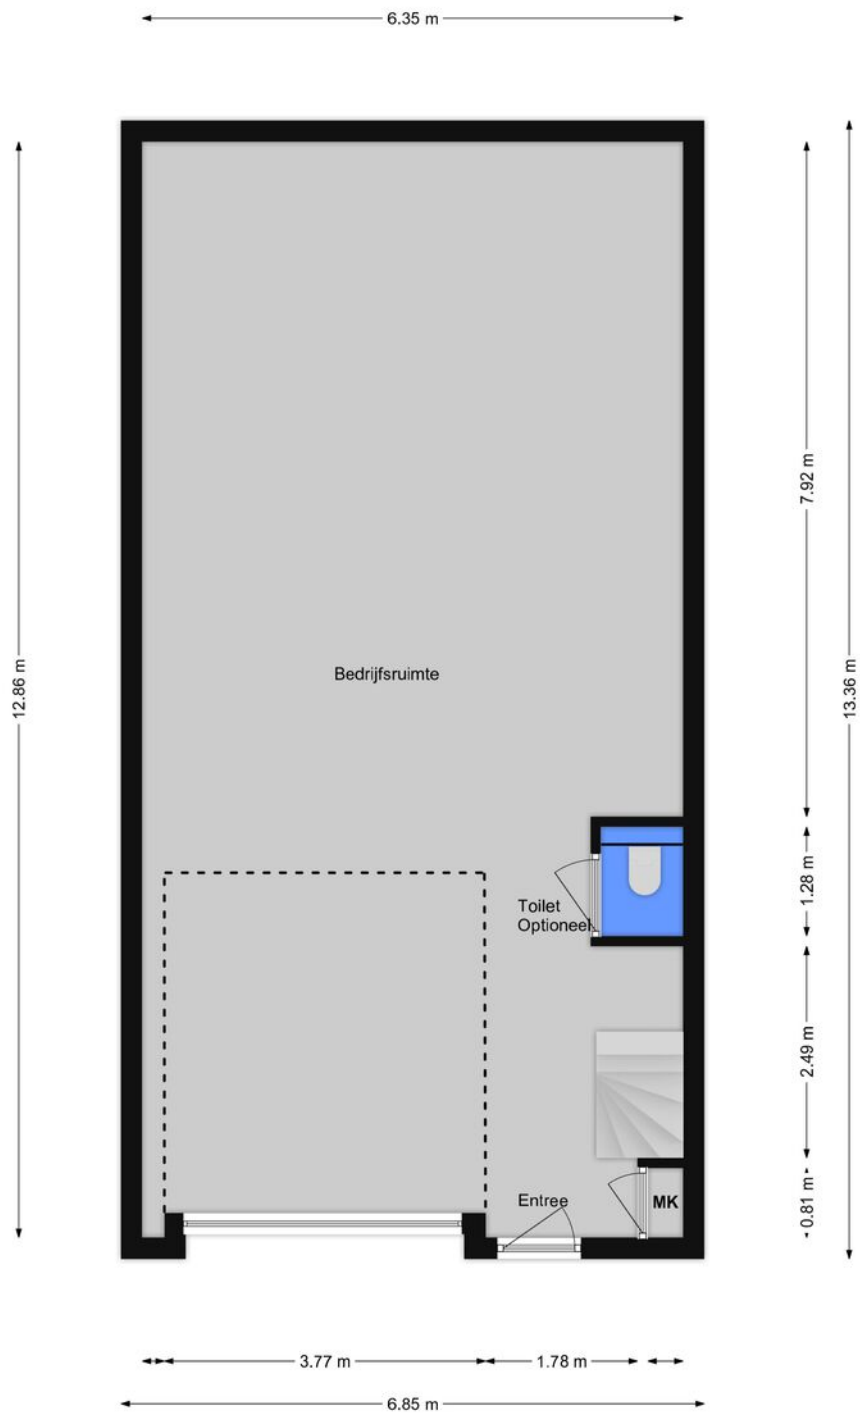 6.35 m
7.92 m
12.86 m
Bedrijfsruimte
13.36 m
1.28 m
Toilet
Optioneel
2.49 m
Entree
MK
0.81 m
3.77 m
1.78 m
6.85 m